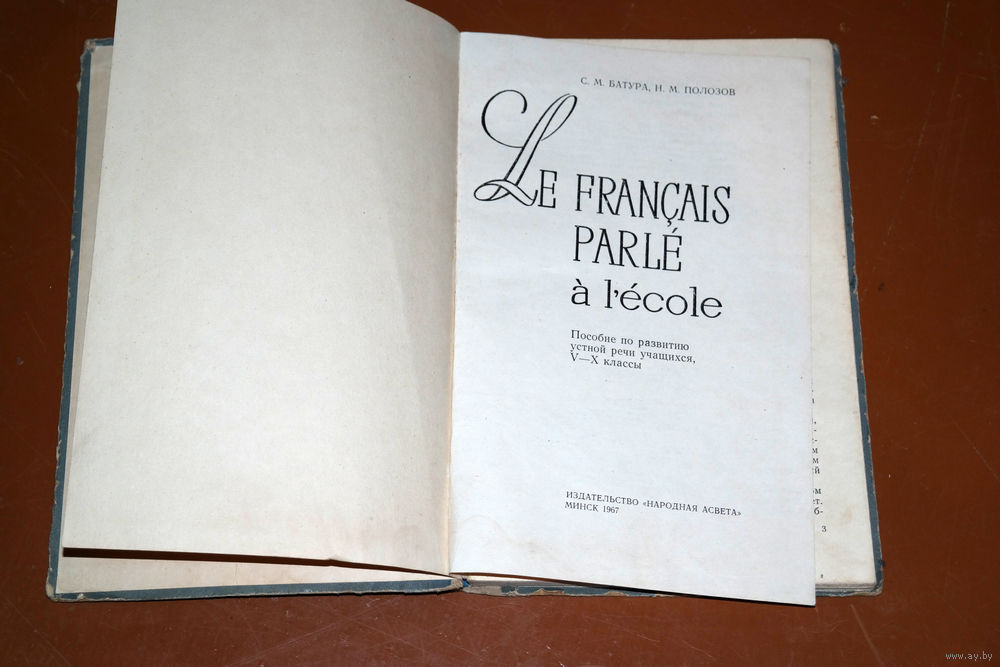 С. М. БАТУРА, Н. М. ПОЛОЗОВ
LE FRANÇAIS
PARLÉ
à l'école
Пособие по развитию
устной речи учащихся,
V—X классы
ИЗДАТЕЛЬСТВО «НАРОДНАЯ АСВЕТА»
МИНСК 1967
3
www.ay.by